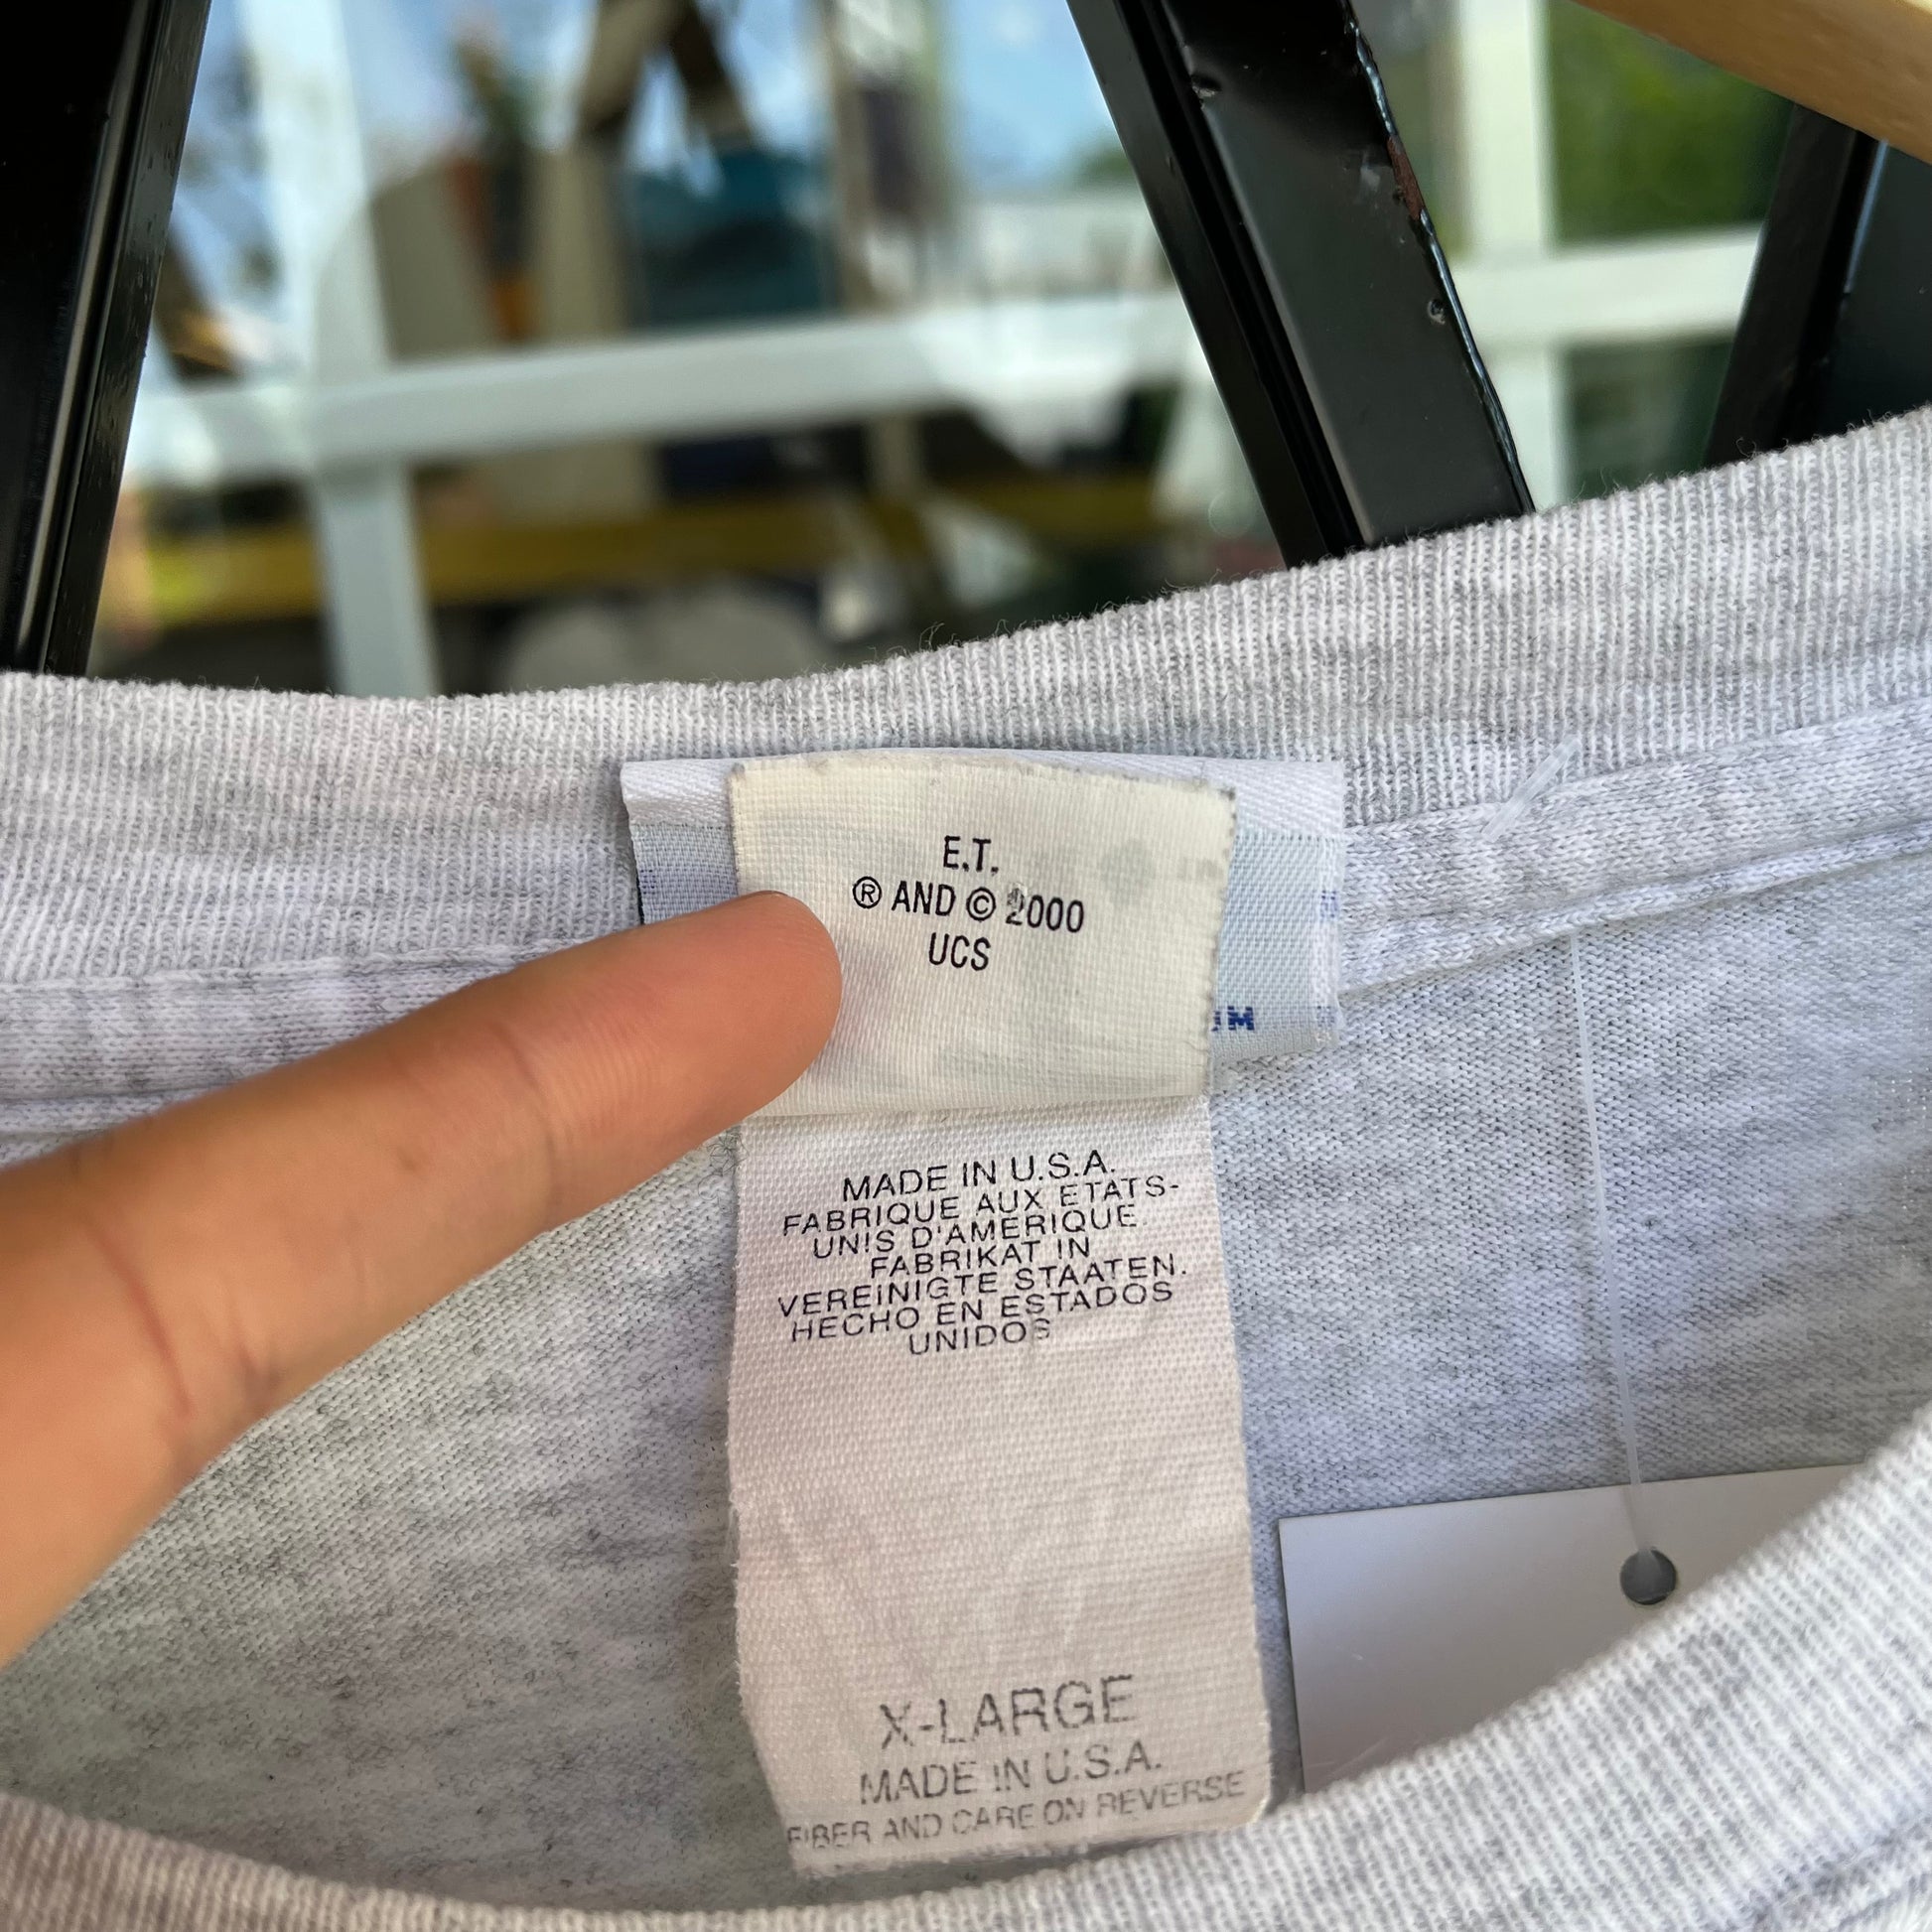 E.T.
® AND © 2000
UCS
MADE IN U.S.A.
FABRIQUE AUX ETATS-
UNIS D'AMERIQUE
FABRIKAT IN
VEREINIGTE STAATEN.
HECHO EN ESTADOS
UNIDOS
X-LARGE
MADE IN U.S.A.
FIBER AND CARE ON REVERSE